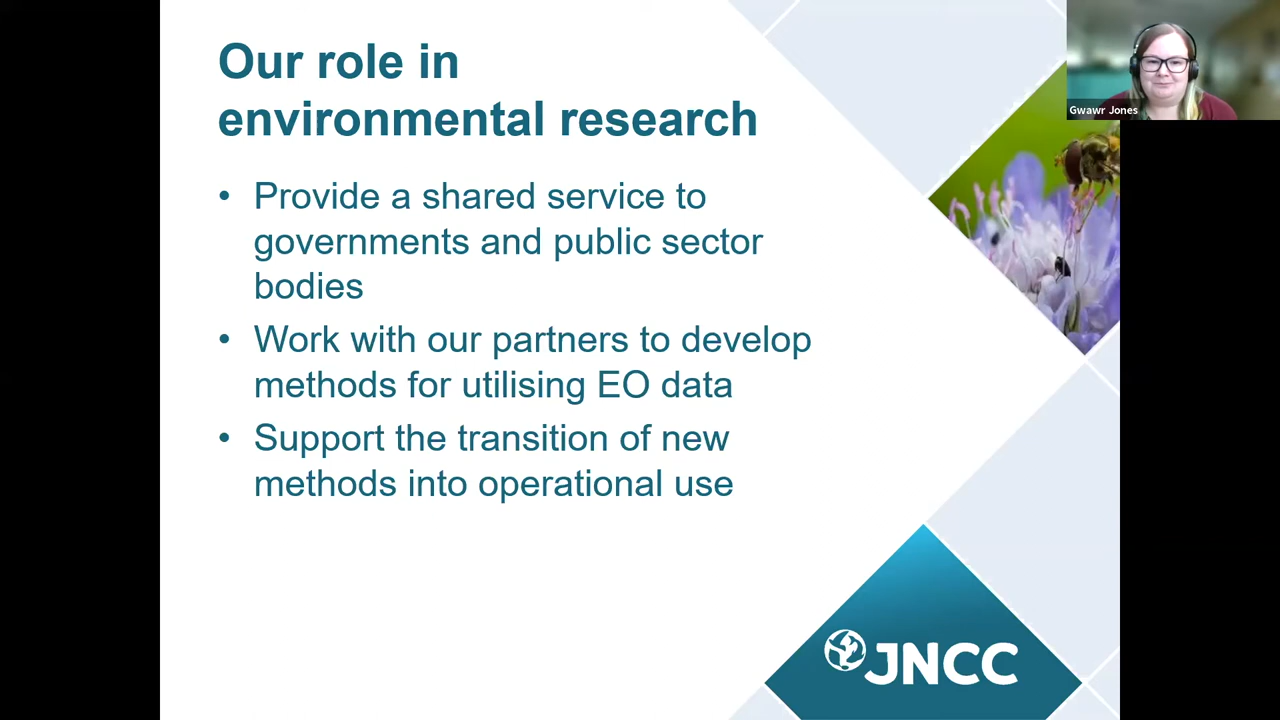 Our role in
environmental research
• Provide a shared service to
governments and public sector
bodies
• Work with our partners to develop
methods for utilising EO data
• Support the transition of new
methods into operational use
Gwawr Jones
JNCC